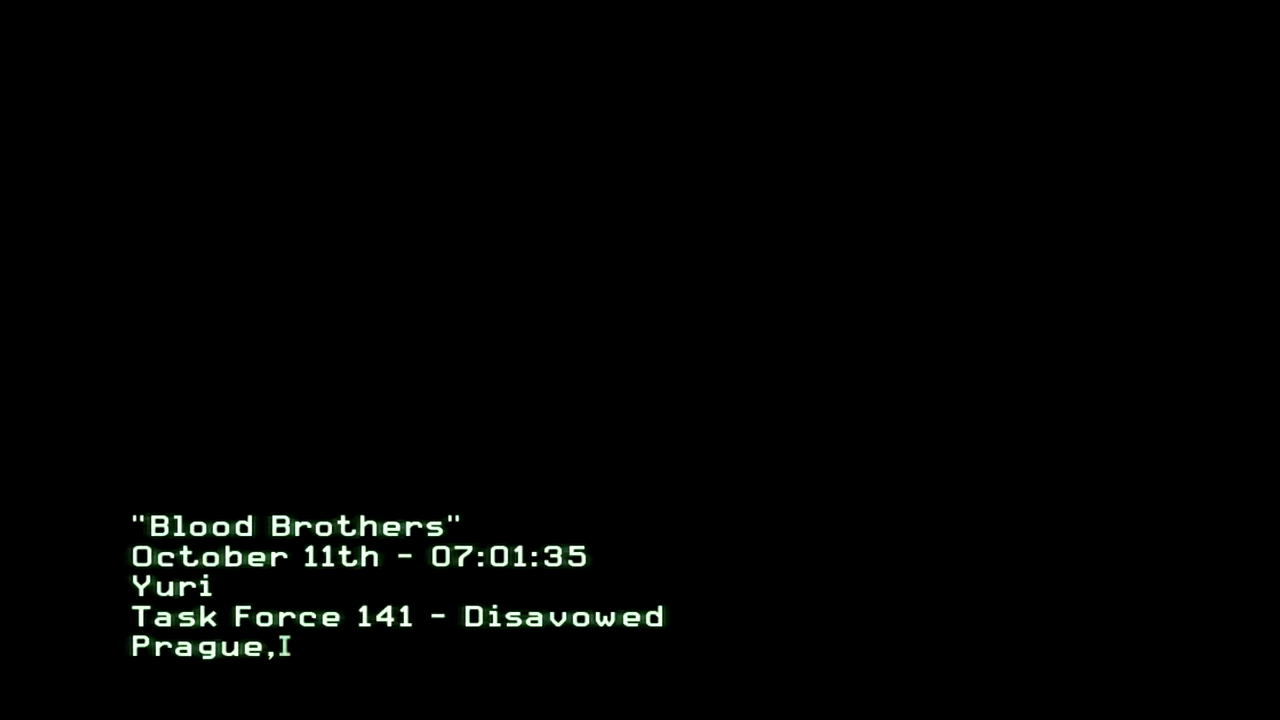 "Blood Brothers"
October 11th - 07:01:35
Yuri
Task Force 141 - Disavowed
Prague,